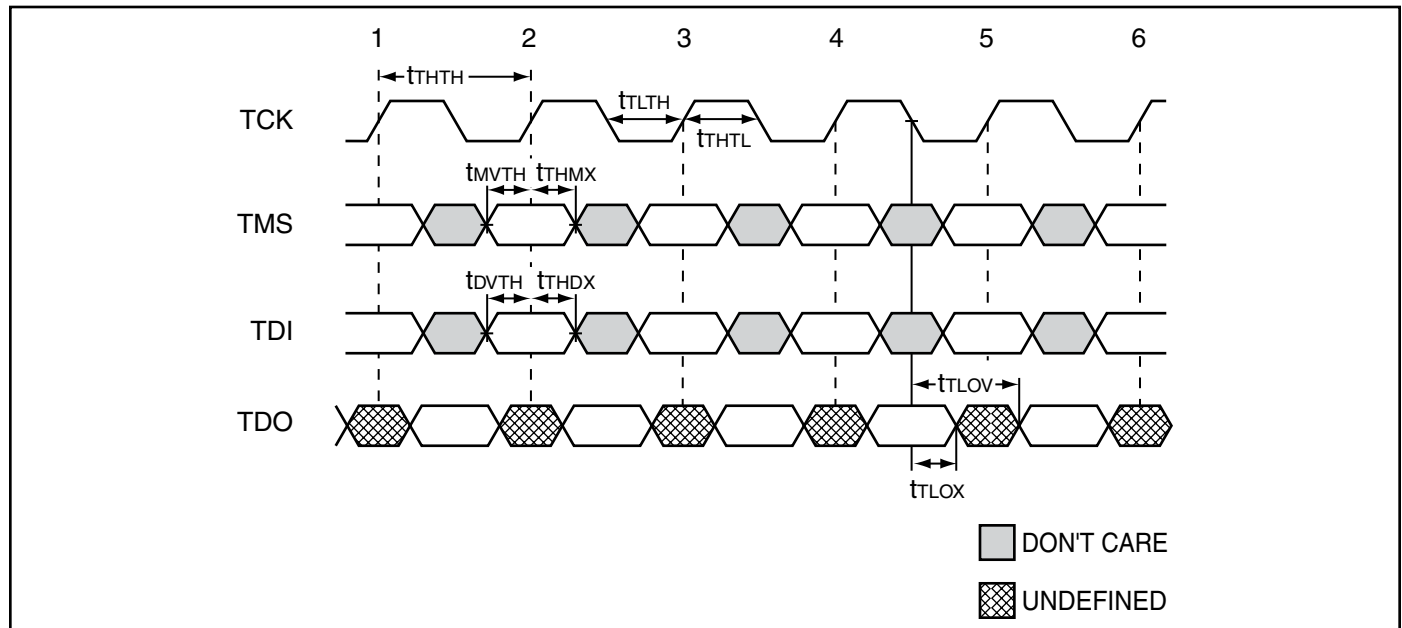 1 2 3 4 5 6
tTHTH
tTLTH
TCK
tTHTL
tMVTH tTHMX
TMS
tDVTH tTHDX
TDI
tTLOV
TDO
tTLOX
DON'T CARE
UNDEFINED